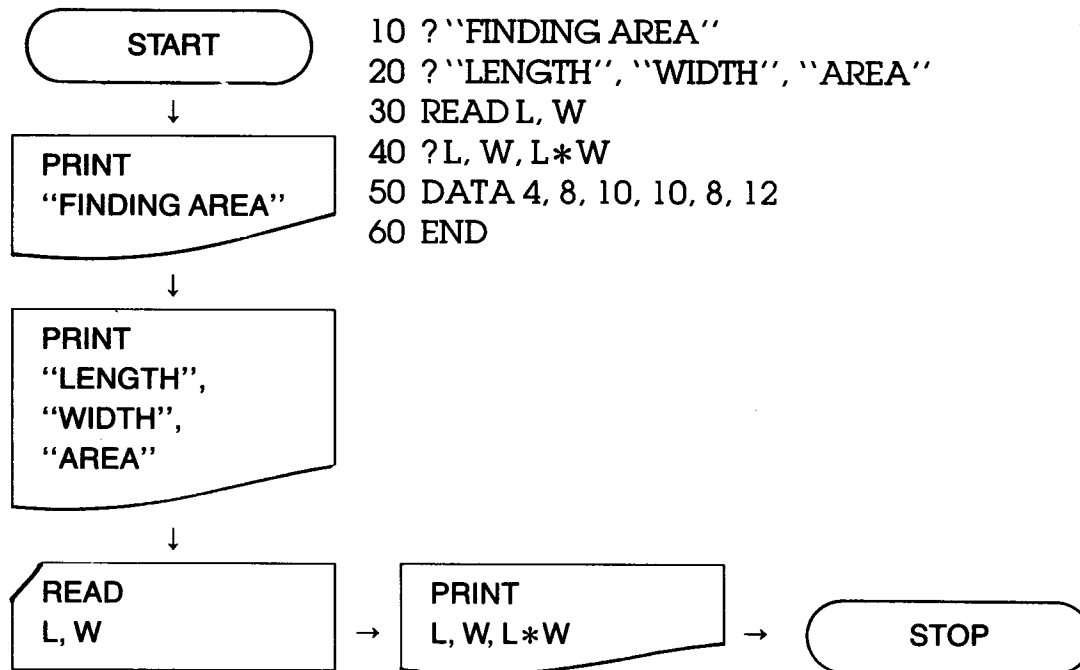 START
↓
PRINT
“FINDING AREA”
↓
PRINT
“LENGTH”,
“WIDTH”,
“AREA”
↓
READ
L, W
→
PRINT
L, W, L*W
→
STOP
10 ? “FINDING AREA”
20 ? “LENGTH”, “WIDTH”, “AREA”
30 READ L, W
40 ? L, W, L*W
50 DATA 4, 8, 10, 10, 8, 12
60 END